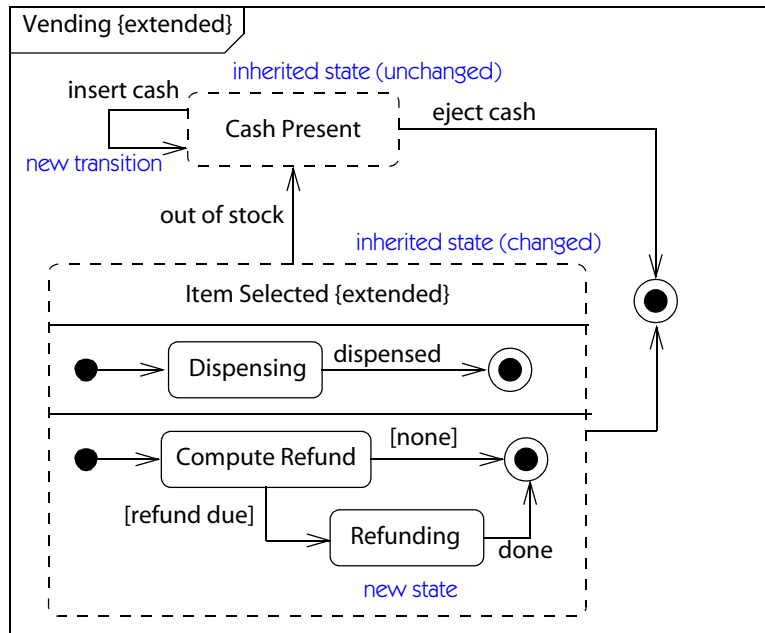 Vending {extended}
inherited state (unchanged)
insert cash
eject cash
Cash Present
new transition
out of stock
inherited state (changed)
Item Selected {extended}
dispensed
Dispensing
[none]
Compute Refund
[refund due]
Refunding
done
new state